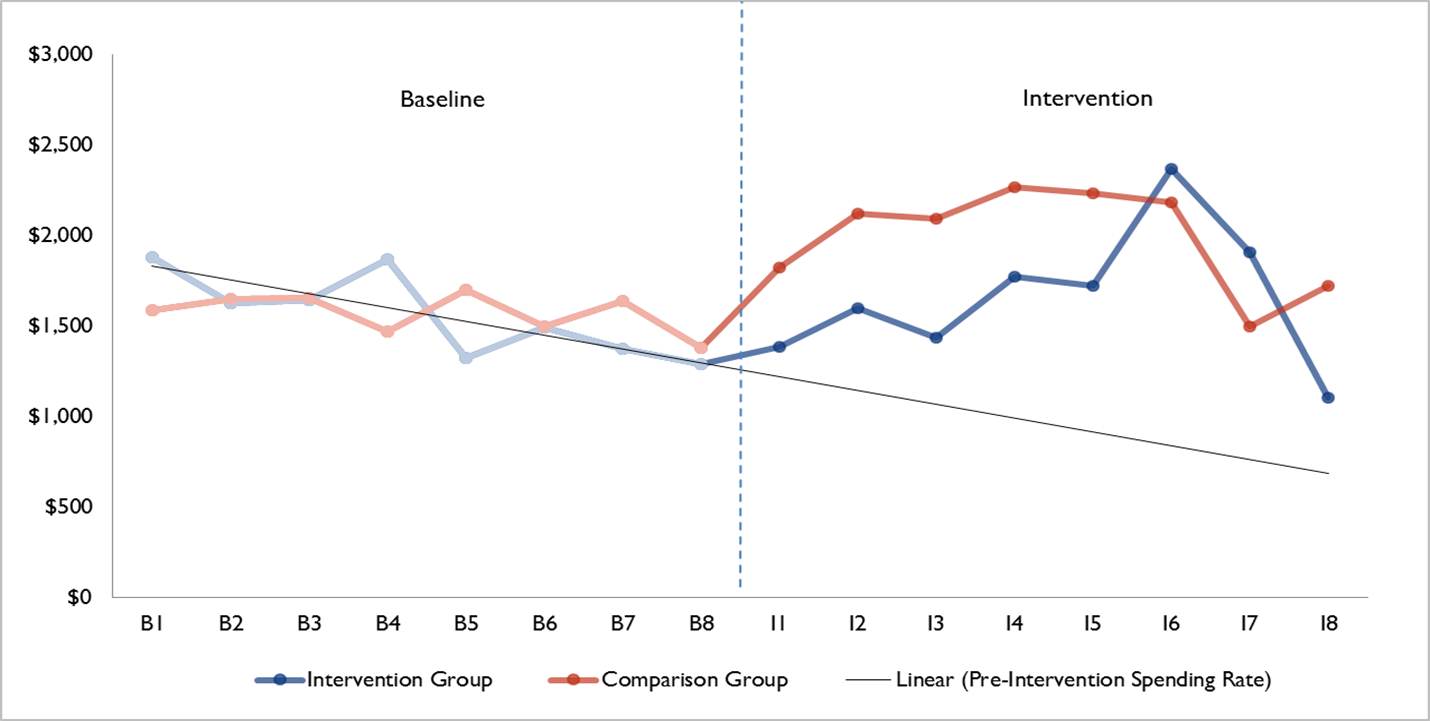 $3,000
Baseline
Intervention
$2,500
$2,000
$1,500
$1,000
$500
$0
B1 B2 B3 B4 B5 B6 B7 B8 I1 I2 I3 I4 I5 I6 I7 I8
Intervention Group Comparison Group Linear (Pre-Intervention Spending Rate)